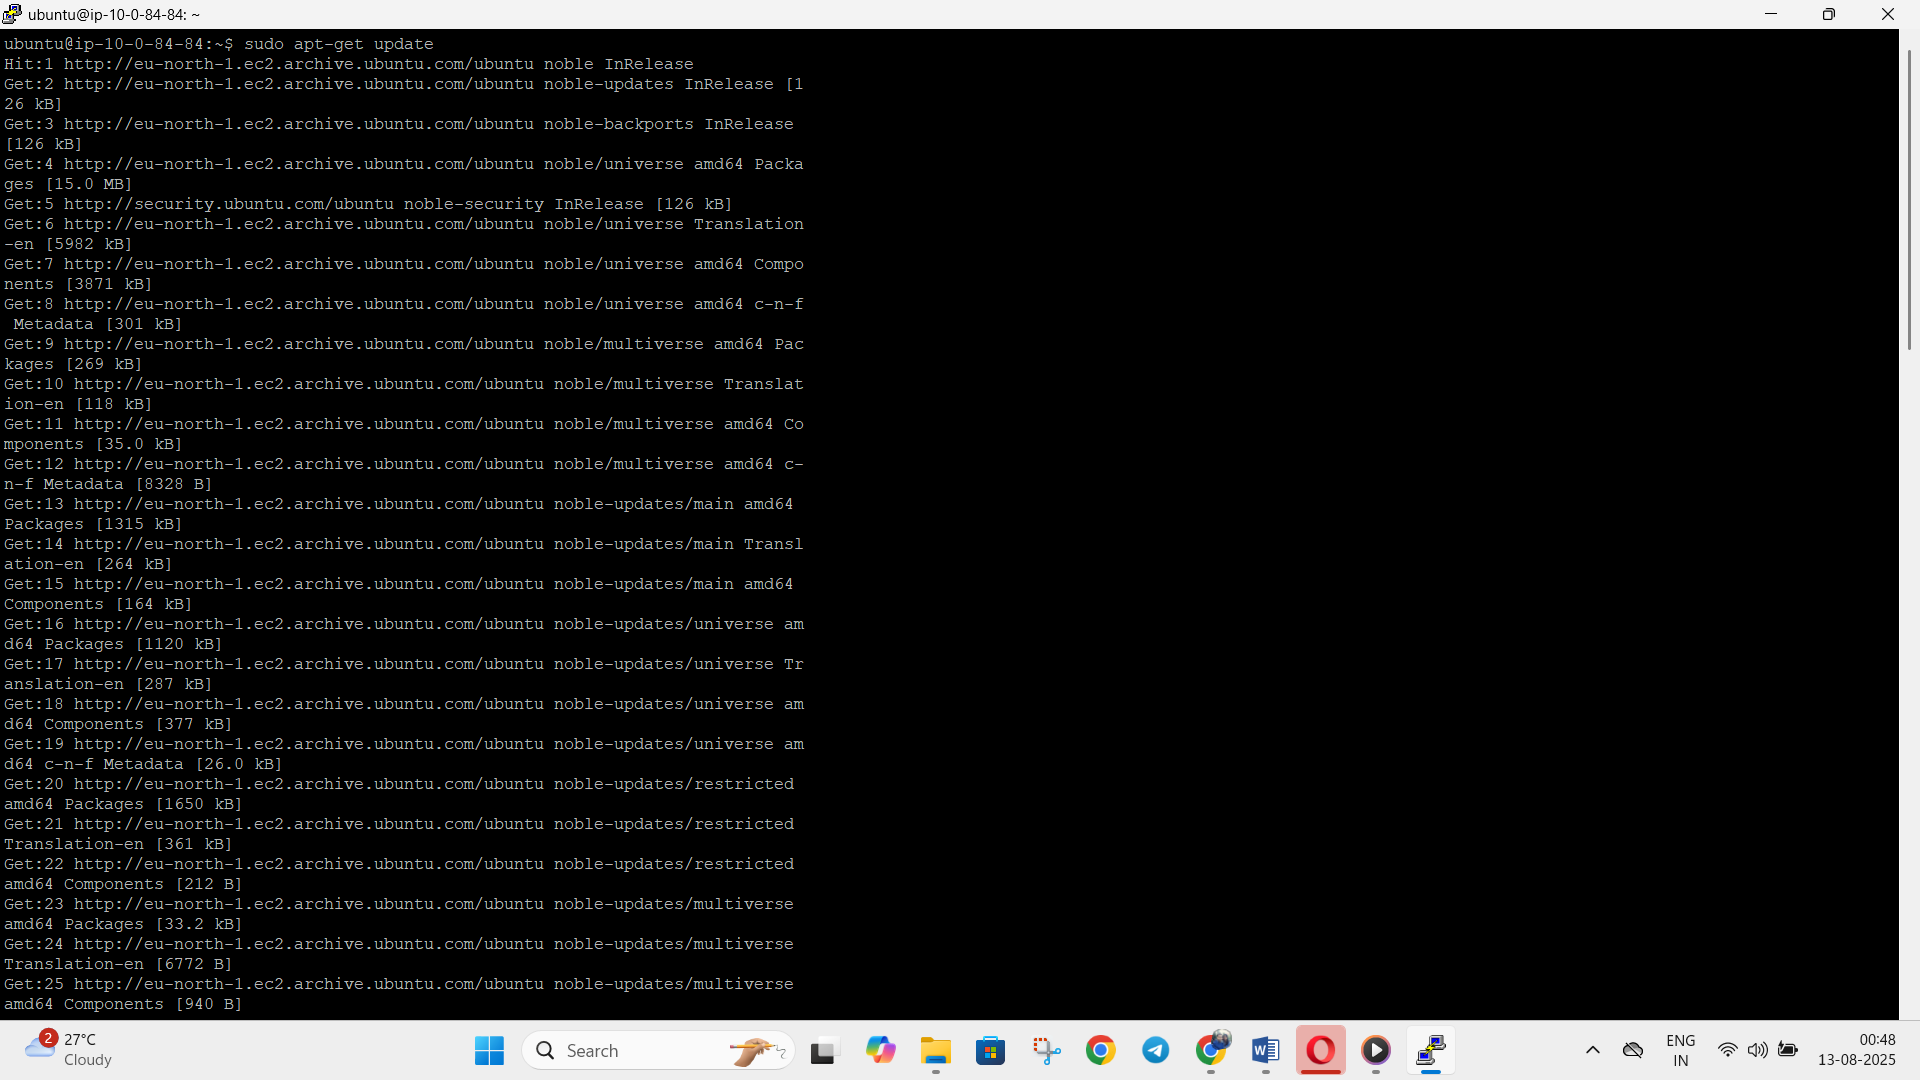 ubuntu@ip-10-0-84-84: ~
ubuntu@ip-10-0-84-84:~$ sudo apt-get update
Hit:1 http://eu-north-1.ec2.archive.ubuntu.com/ubuntu noble InRelease
Get:2 http://eu-north-1.ec2.archive.ubuntu.com/ubuntu noble-updates InRelease [1
26 kB]
Get:3 http://eu-north-1.ec2.archive.ubuntu.com/ubuntu noble-backports InRelease
[126 kB]
Get:4 http://eu-north-1.ec2.archive.ubuntu.com/ubuntu noble/universe amd64 Packa
ges [15.0 MB]
Get:5 http://security.ubuntu.com/ubuntu noble-security InRelease [126 kB]
Get:6 http://eu-north-1.ec2.archive.ubuntu.com/ubuntu noble/universe Translation
-en [5982 kB]
Get:7 http://eu-north-1.ec2.archive.ubuntu.com/ubuntu noble/universe amd64 Compo
nents [3871 kB]
Get:8 http://eu-north-1.ec2.archive.ubuntu.com/ubuntu noble/universe amd64 c-n-f
 Metadata [301 kB]
Get:9 http://eu-north-1.ec2.archive.ubuntu.com/ubuntu noble/multiverse amd64 Pac
kages [269 kB]
Get:10 http://eu-north-1.ec2.archive.ubuntu.com/ubuntu noble/multiverse Translat
ion-en [118 kB]
Get:11 http://eu-north-1.ec2.archive.ubuntu.com/ubuntu noble/multiverse amd64 Co
mponents [35.0 kB]
Get:12 http://eu-north-1.ec2.archive.ubuntu.com/ubuntu noble/multiverse amd64 c-
n-f Metadata [8328 B]
Get:13 http://eu-north-1.ec2.archive.ubuntu.com/ubuntu noble-updates/main amd64
Packages [1315 kB]
Get:14 http://eu-north-1.ec2.archive.ubuntu.com/ubuntu noble-updates/main Transl
ation-en [264 kB]
Get:15 http://eu-north-1.ec2.archive.ubuntu.com/ubuntu noble-updates/main amd64
Components [164 kB]
Get:16 http://eu-north-1.ec2.archive.ubuntu.com/ubuntu noble-updates/universe am
d64 Packages [1120 kB]
Get:17 http://eu-north-1.ec2.archive.ubuntu.com/ubuntu noble-updates/universe Tr
anslation-en [287 kB]
Get:18 http://eu-north-1.ec2.archive.ubuntu.com/ubuntu noble-updates/universe am
d64 Components [377 kB]
Get:19 http://eu-north-1.ec2.archive.ubuntu.com/ubuntu noble-updates/universe am
d64 c-n-f Metadata [26.0 kB]
Get:20 http://eu-north-1.ec2.archive.ubuntu.com/ubuntu noble-updates/restricted
amd64 Packages [1650 kB]
Get:21 http://eu-north-1.ec2.archive.ubuntu.com/ubuntu noble-updates/restricted
Translation-en [361 kB]
Get:22 http://eu-north-1.ec2.archive.ubuntu.com/ubuntu noble-updates/restricted
amd64 Components [212 B]
Get:23 http://eu-north-1.ec2.archive.ubuntu.com/ubuntu noble-updates/multiverse
amd64 Packages [33.2 kB]
Get:24 http://eu-north-1.ec2.archive.ubuntu.com/ubuntu noble-updates/multiverse
Translation-en [6772 B]
Get:25 http://eu-north-1.ec2.archive.ubuntu.com/ubuntu noble-updates/multiverse
amd64 Components [940 B]
2
27°C
Cloudy
Search
ENG
IN
00:48
13-08-2025